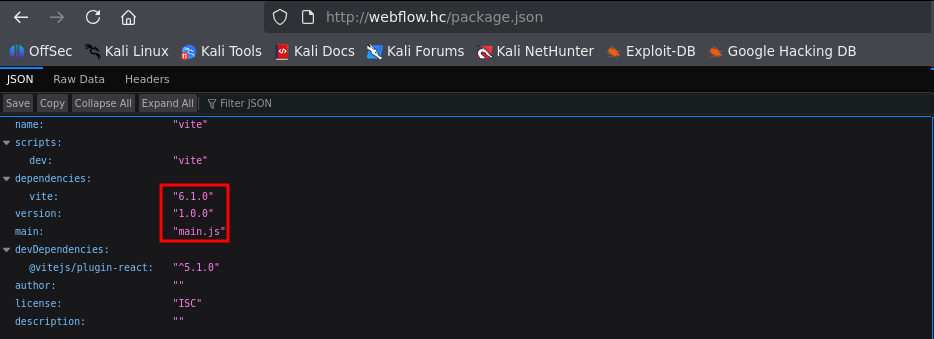 http://webflow.hc/package.json
OffSec Kali Linux Kali Tools Kali Docs Kali Forums Kali NetHunter Exploit-DB Google Hacking DB
JSON Raw Data Headers
Save Copy Collapse All Expand All Filter JSON
name: "vite"
scripts:
dev: "vite"
dependencies:
vite: "6.1.0"
version: "1.0.0"
main: "main.js"
devDependencies:
@vitejs/plugin-react: "^5.1.0"
author: ""
license: "ISC"
description: ""